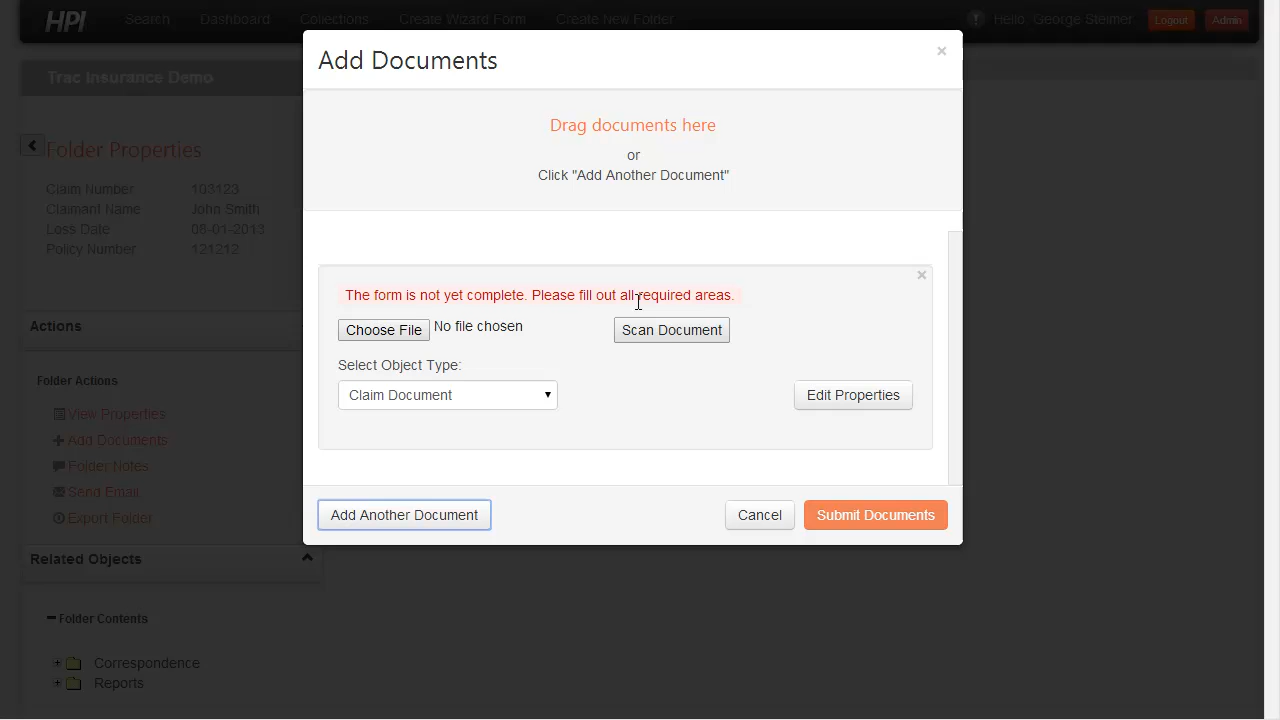 HPI Search Dashboard Collections Create Wizard Form Create New Folder Hello, George Steimer Logout Admin
Trac Insurance Demo
Folder Properties
Claim Number 103123
Claimant Name John Smith
Loss Date 08-01-2013
Policy Number 121212
Actions
Folder Actions
View Properties
Add Documents
Folder Notes
Send Email
Export Folder
Related Objects
Folder Contents
Correspondence
Reports
Add Documents ×
Drag documents here
or
Click "Add Another Document"
×
The form is not yet complete. Please fill out all required areas.
Choose File No file chosen Scan Document
Select Object Type:
Claim Document Edit Properties
Add Another Document Cancel Submit Documents